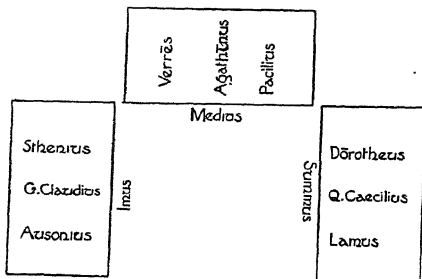 Verrēs
Agathīnus
Pacilius
Medius
Sthenius
G. Claudius
Ausonius
Imus
Summus
Dōrotheus
Q. Caecilius
Lamus